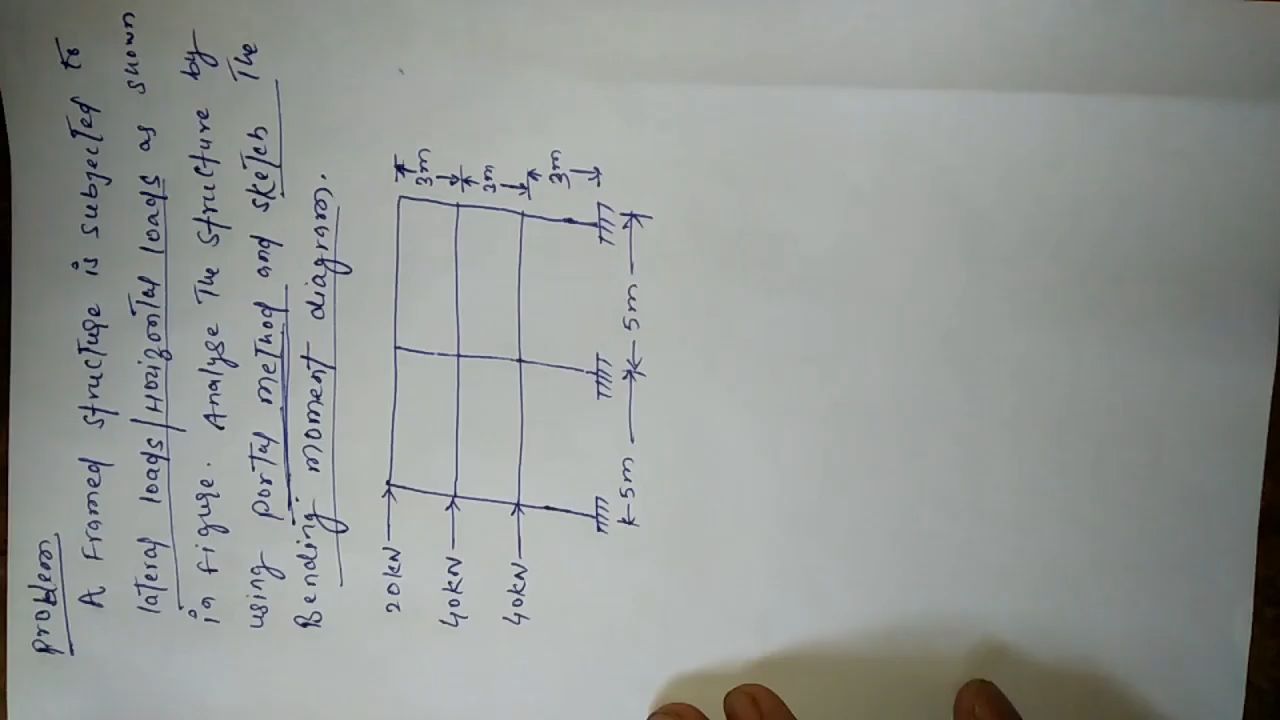 problem
A Framed structure is subjected to
lateral loads/Horizontal loads as shown
in figure. Analyse The structure by
using portal method and sketch The
Bending moment diagram.
20KN
3m
40KN
3m
40KN
3m
5m
5m